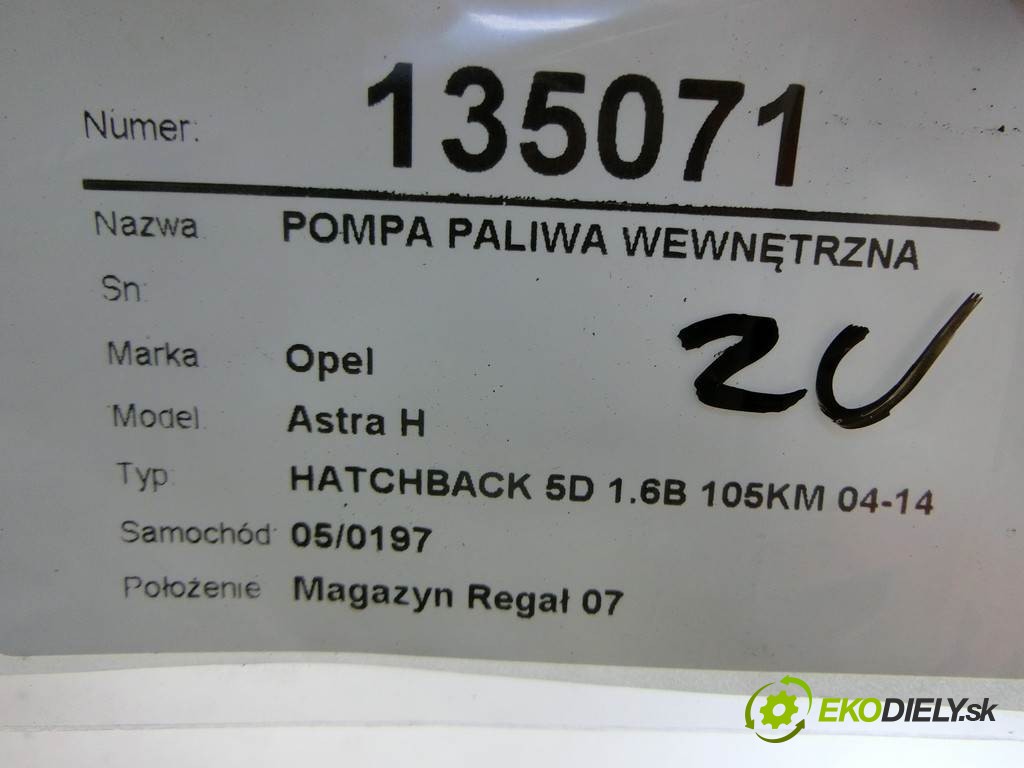 Numer: 135071
Nazwa POMPA PALIWA WEWNĘTRZNA
Sn:
Marka Opel
Model Astra H
Typ HATCHBACK 5D 1.6B 105KM 04-14
Samochód 05/0197
Położenie Magazyn Regał 07
EKODIELY.sk